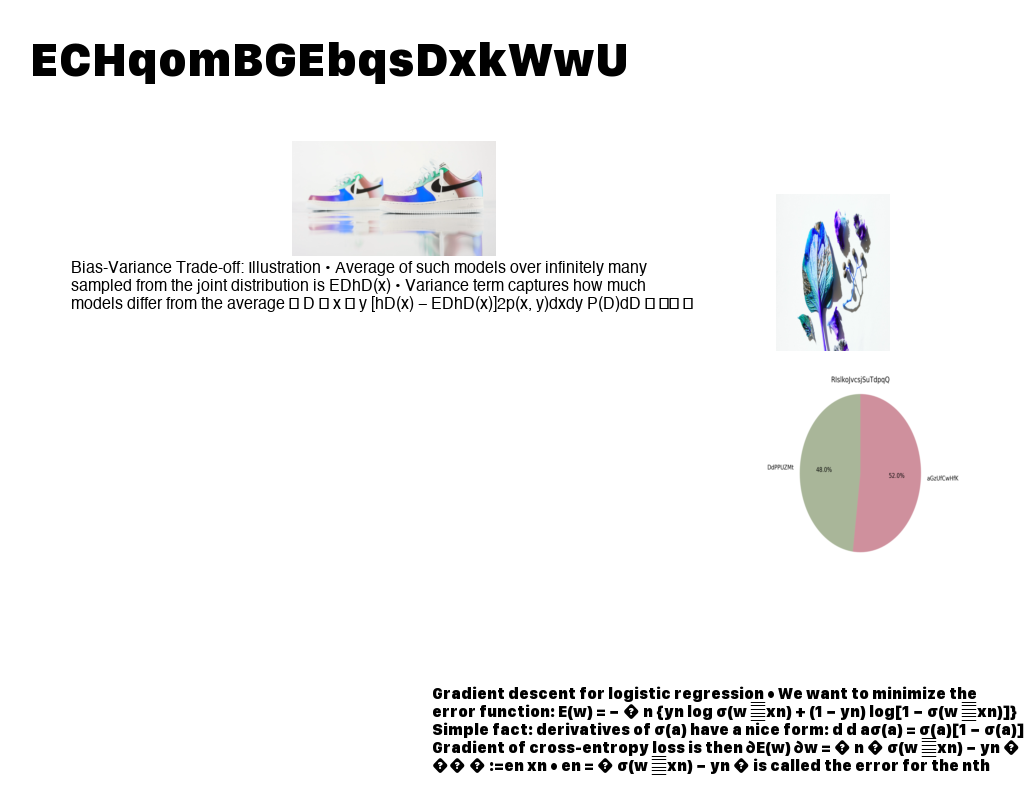 ECHqomBGEbqsDxkWwU
Bias-Variance Trade-off: Illustration • Average of such models over infinitely many
sampled from the joint distribution is EDhD(x) • Variance term captures how much
models differ from the average □ D □ x □ y [hD(x) − EDhD(x)]2p(x, y)dxdy P(D)dD □ □□ □
RIsikoJvcsjSuTdpqQ
DdPPUZMt
48.0%
52.0%
aGzUfCwHfK
Gradient descent for logistic regression • We want to minimize the
error function: E(w) = − � n {yn log σ(w 𝄚xn) + (1 − yn) log[1 − σ(w 𝄚xn)]}
Simple fact: derivatives of σ(a) have a nice form: d d aσ(a) = σ(a)[1 − σ(a)]
Gradient of cross-entropy loss is then ∂E(w) ∂w = � n � σ(w 𝄚xn) − yn �
�� � :=en xn • en = � σ(w 𝄚xn) − yn � is called the error for the nth